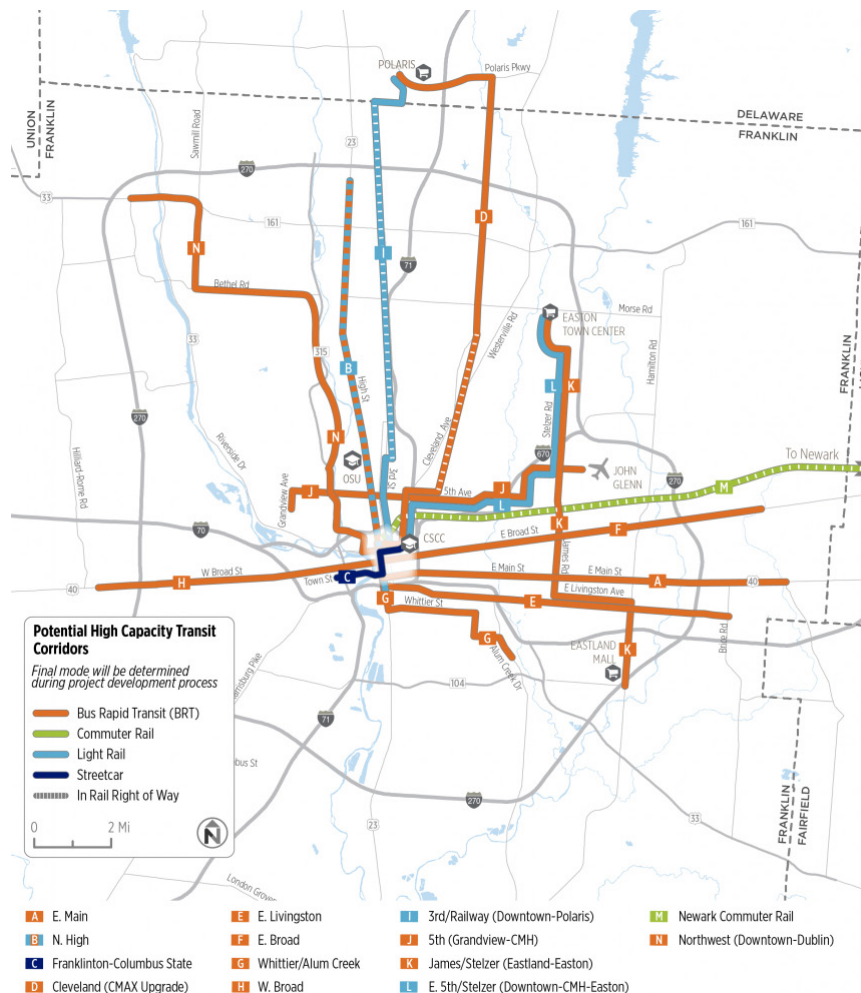 POLARIS
Polaris Pkwy
DELAWARE
FRANKLIN
UNION
FRANKLIN
Sawmill Road
23
270
33
161
161
D
N
I
71
Bethel Rd
Morse Rd
EASTON
TOWN CENTER
Westerville Rd
Hamilton Rd
FRANKLIN
33
315
B
High St
L
K
270
Stelzer Rd
N
Cleveland Ave
Riverside Dr
Hilliard-Rome Rd
670
To Newark
OSU
3rd St
JOHN
GLENN
270
Grandview Ave
J
5th Ave
J
L
M
70
K
E Broad St
F
CSCC
James Rd
W Broad St
E Main St
E Main St
40
H
Town St
C
A
40
E Livingston Ave
G
Whittier St
E
Bride Rd
G
Alum Creek Dr
EASTLAND
MALL
K
104
71
270
23
33
FRANKLIN
FAIRFIELD
Potential High Capacity Transit
Corridors
Final mode will be determined
during project development process
Bus Rapid Transit (BRT)
Commuter Rail
Light Rail
Streetcar
In Rail Right of Way
0 2 Mi
N
A E. Main
B N. High
C Franklinton-Columbus State
D Cleveland (CMAX Upgrade)
E E. Livingston
F E. Broad
G Whittier/Alum Creek
H W. Broad
I 3rd/Railway (Downtown-Polaris)
J 5th (Grandview-CMH)
K James/Stelzer (Eastland-Easton)
L E. 5th/Stelzer (Downtown-CMH-Easton)
M Newark Commuter Rail
N Northwest (Downtown-Dublin)